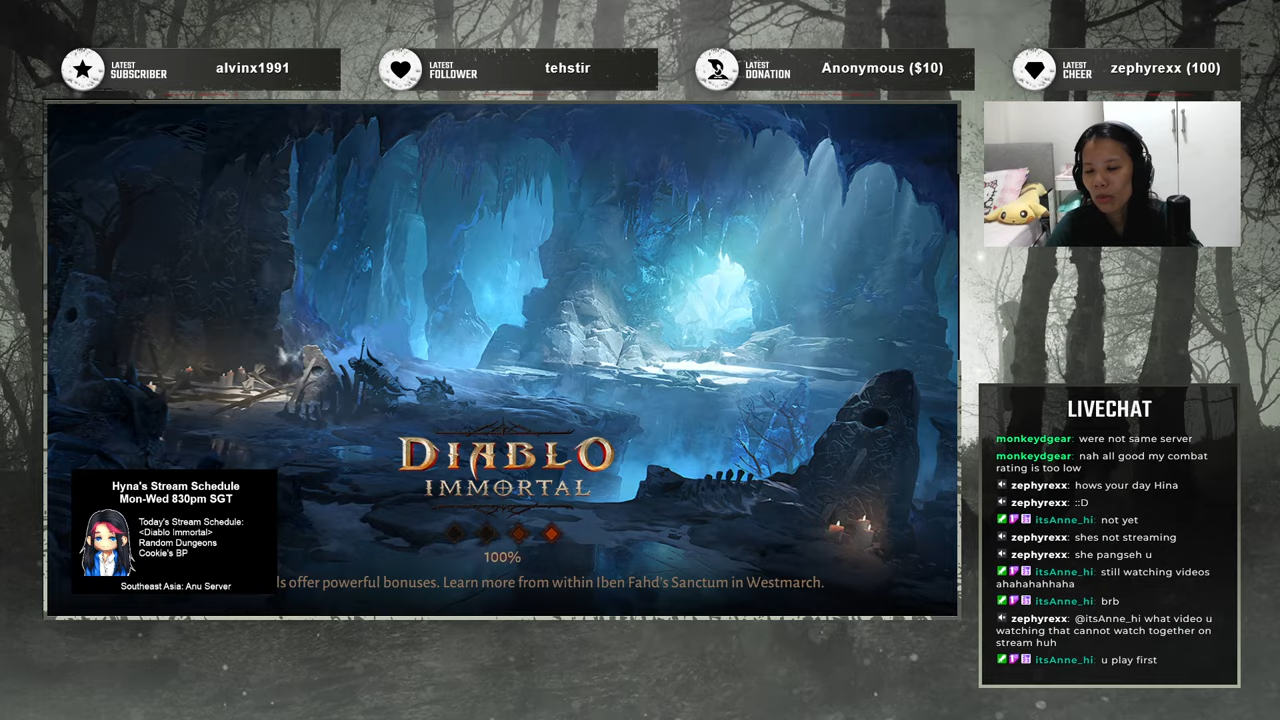 LATEST
SUBSCRIBER
alvinx1991
LATEST
FOLLOWER
tehstir
LATEST
DONATION
Anonymous ($10)
LATEST
CHEER
zephyrexx (100)
DIABLO
IMMORTAL
100%
ls offer powerful bonuses. Learn more from within Iben Fahd's Sanctum in Westmarch.
Hyna's Stream Schedule
Mon-Wed 830pm SGT
Today's Stream Schedule:
<Diablo Immortal>
Random Dungeons
Cookie's BP
Southeast Asia: Anu Server
LIVECHAT
monkeydgear: were not same server
monkeydgear: nah all good my combat
rating is too low
zephyrexx: hows your day Hina
zephyrexx: ::D
itsAnne_hi: not yet
zephyrexx: shes not streaming
zephyrexx: she pangseh u
itsAnne_hi: still watching videos
ahahahahhaha
itsAnne_hi: brb
zephyrexx: @itsAnne_hi what video u
watching that cannot watch together on
stream huh
itsAnne_hi: u play first